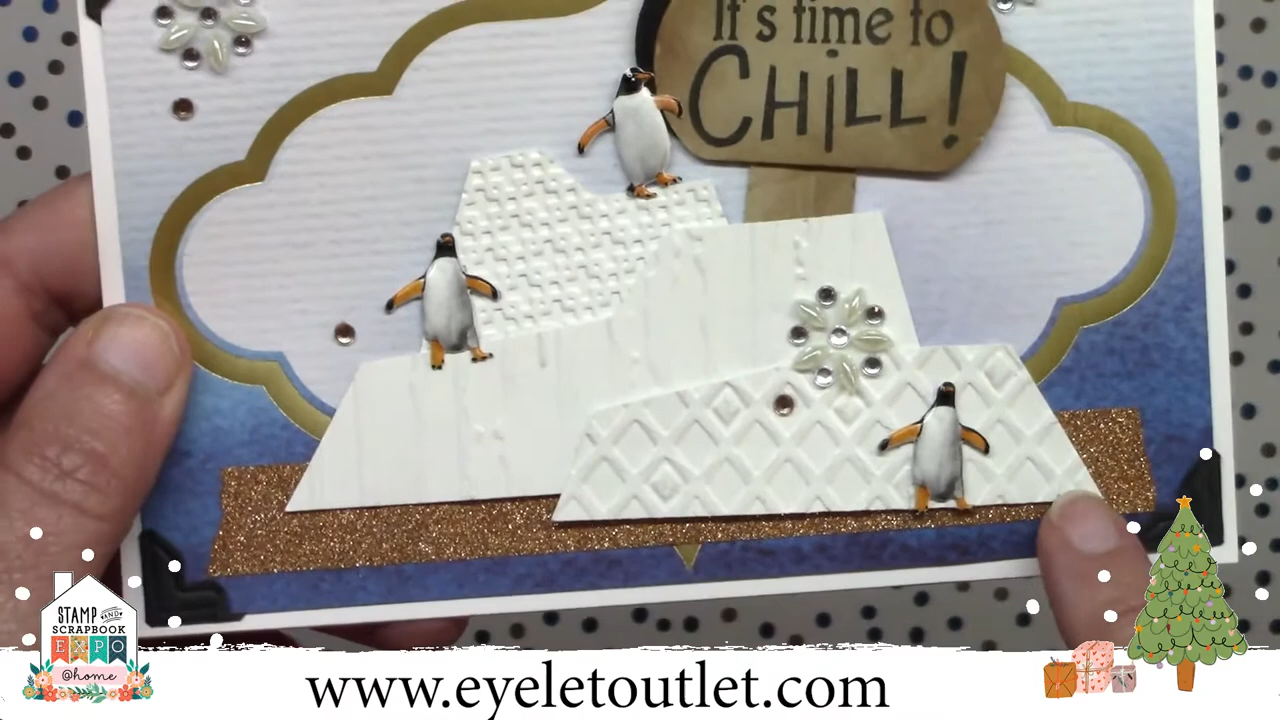 It's time to
CHiLL!
STAMP AND
SCRAPBOOK
EXPO
@home
www.eyeletoutlet.com